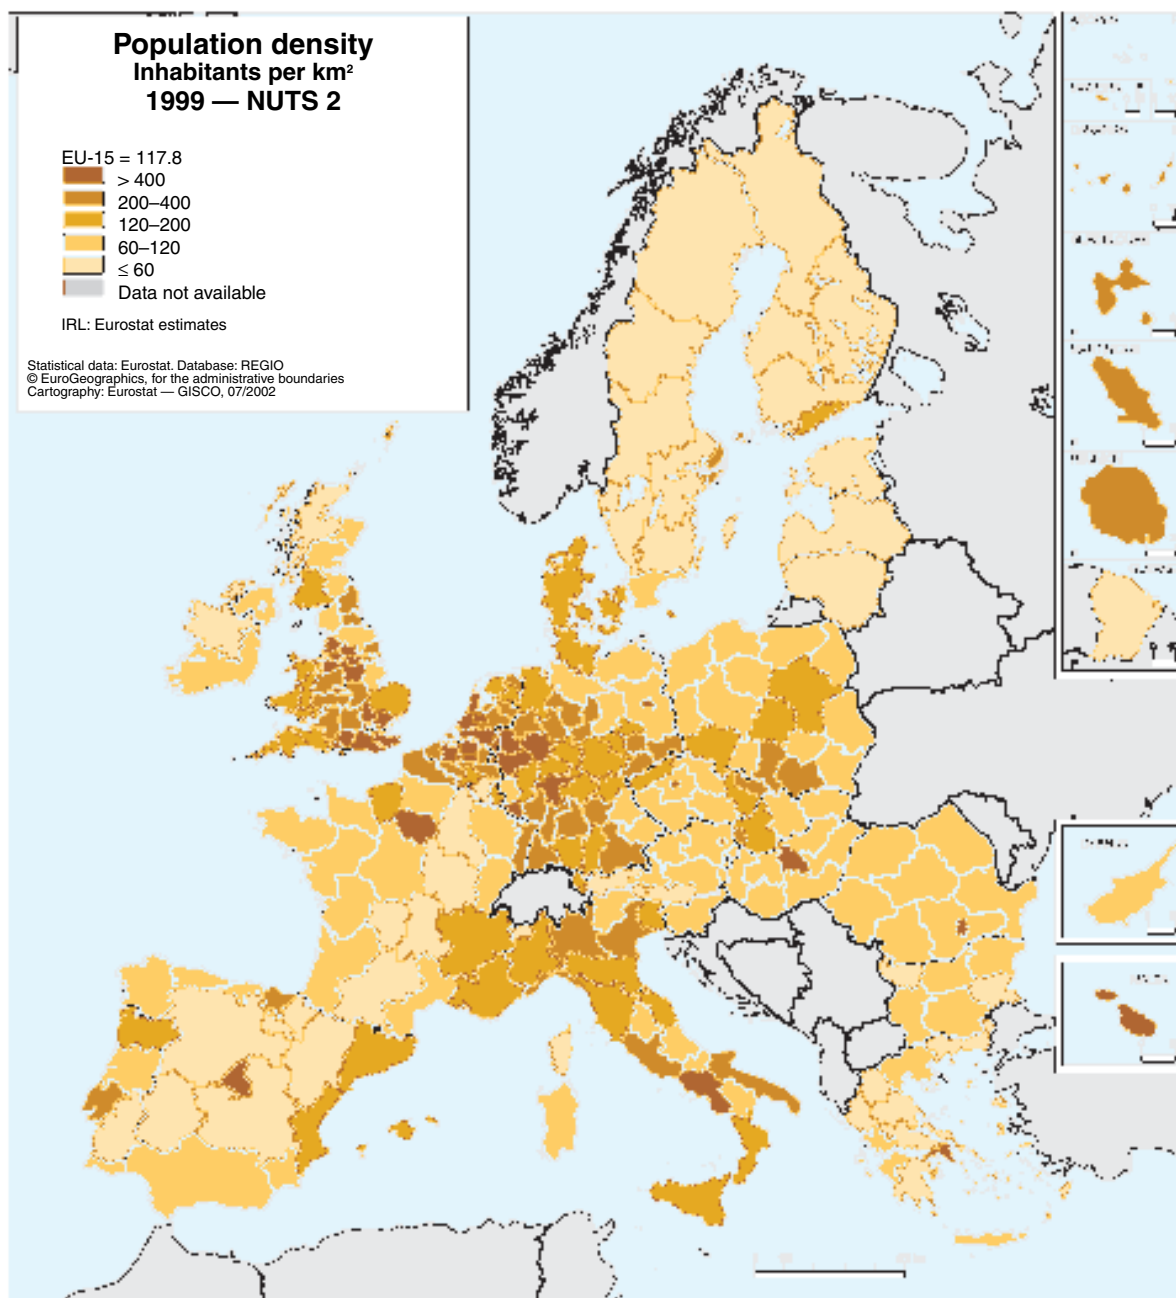 Population density
Inhabitants per km²
1999 — NUTS 2
EU-15 = 117.8
> 400
200–400
120–200
60–120
≤ 60
Data not available
IRL: Eurostat estimates
Statistical data: Eurostat. Database: REGIO
© EuroGeographics, for the administrative boundaries
Cartography: Eurostat — GISCO, 07/2002